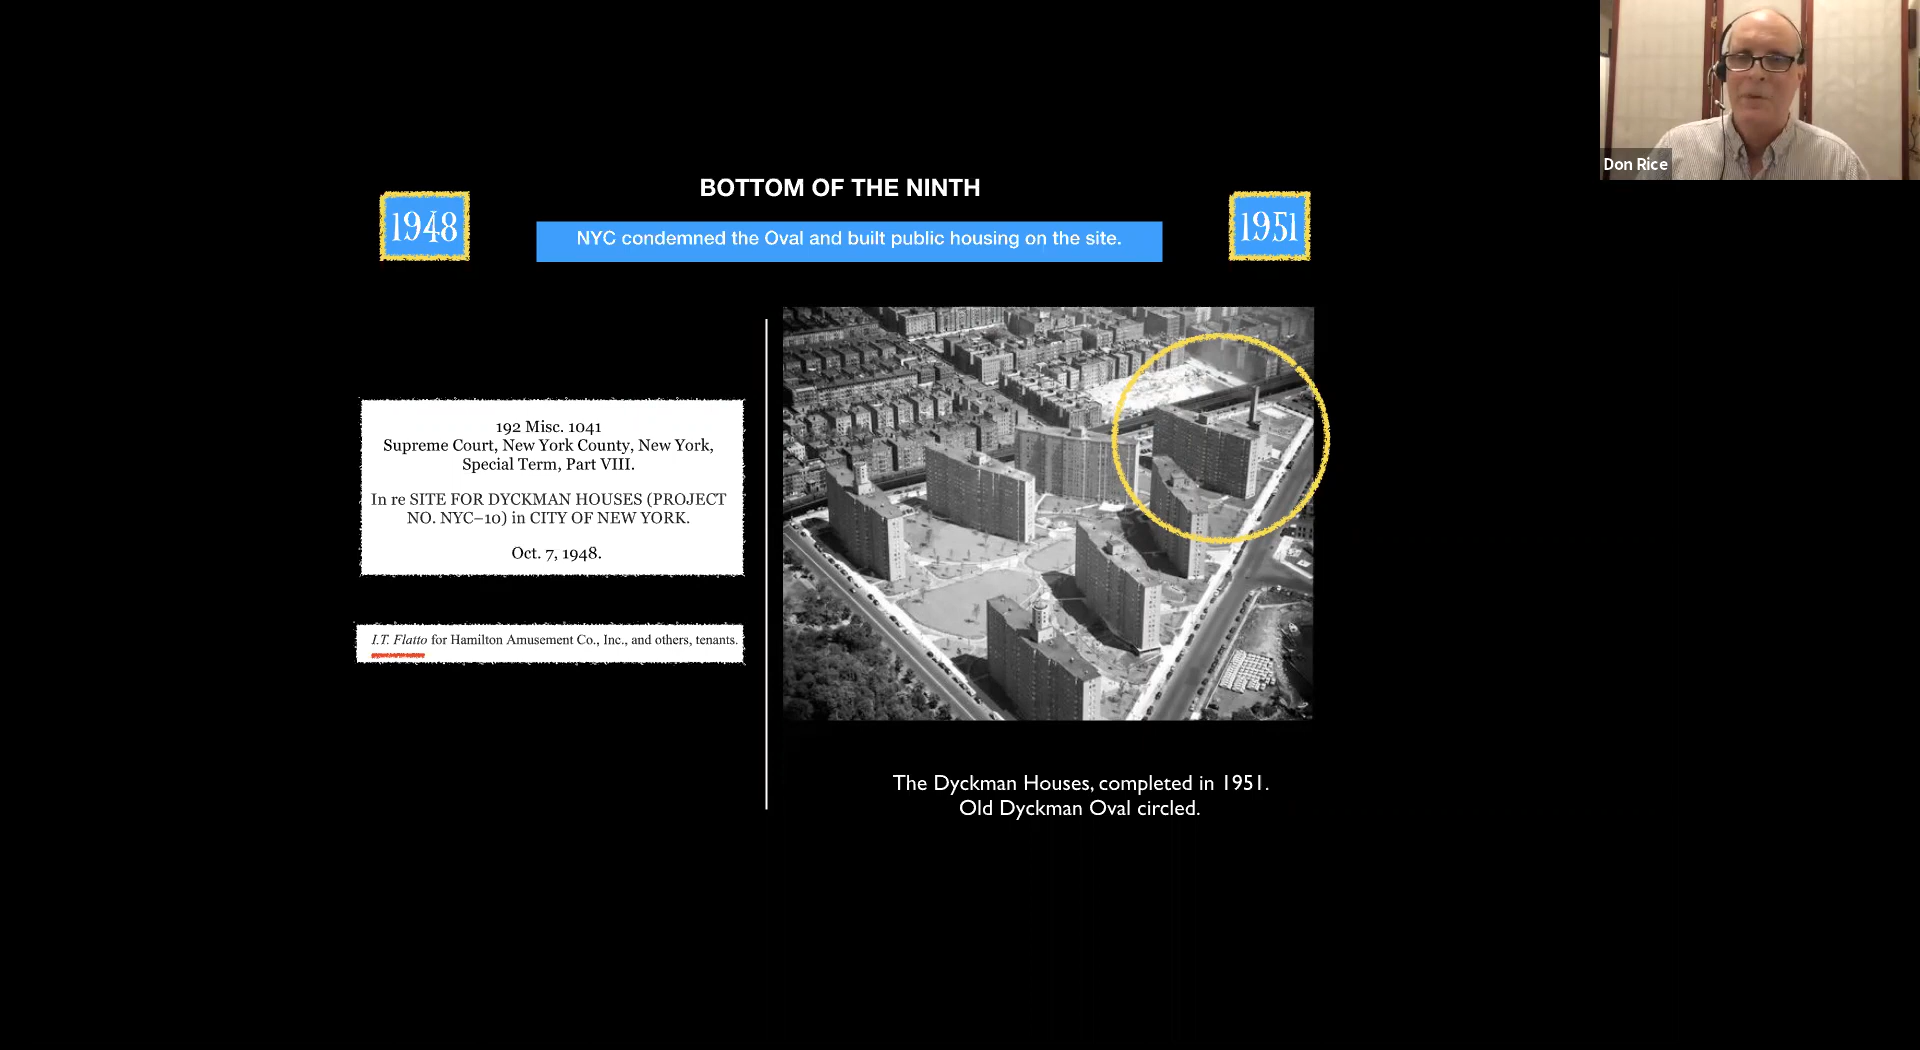 Don Rice
BOTTOM OF THE NINTH
1948
NYC condemned the Oval and built public housing on the site.
1951
192 Misc. 1041
Supreme Court, New York County, New York,
Special Term, Part VIII.
In re SITE FOR DYCKMAN HOUSES (PROJECT
NO. NYC–10) in CITY OF NEW YORK.
Oct. 7, 1948.
I.T. Flatto for Hamilton Amusement Co., Inc., and others, tenants.
The Dyckman Houses, completed in 1951.
Old Dyckman Oval circled.